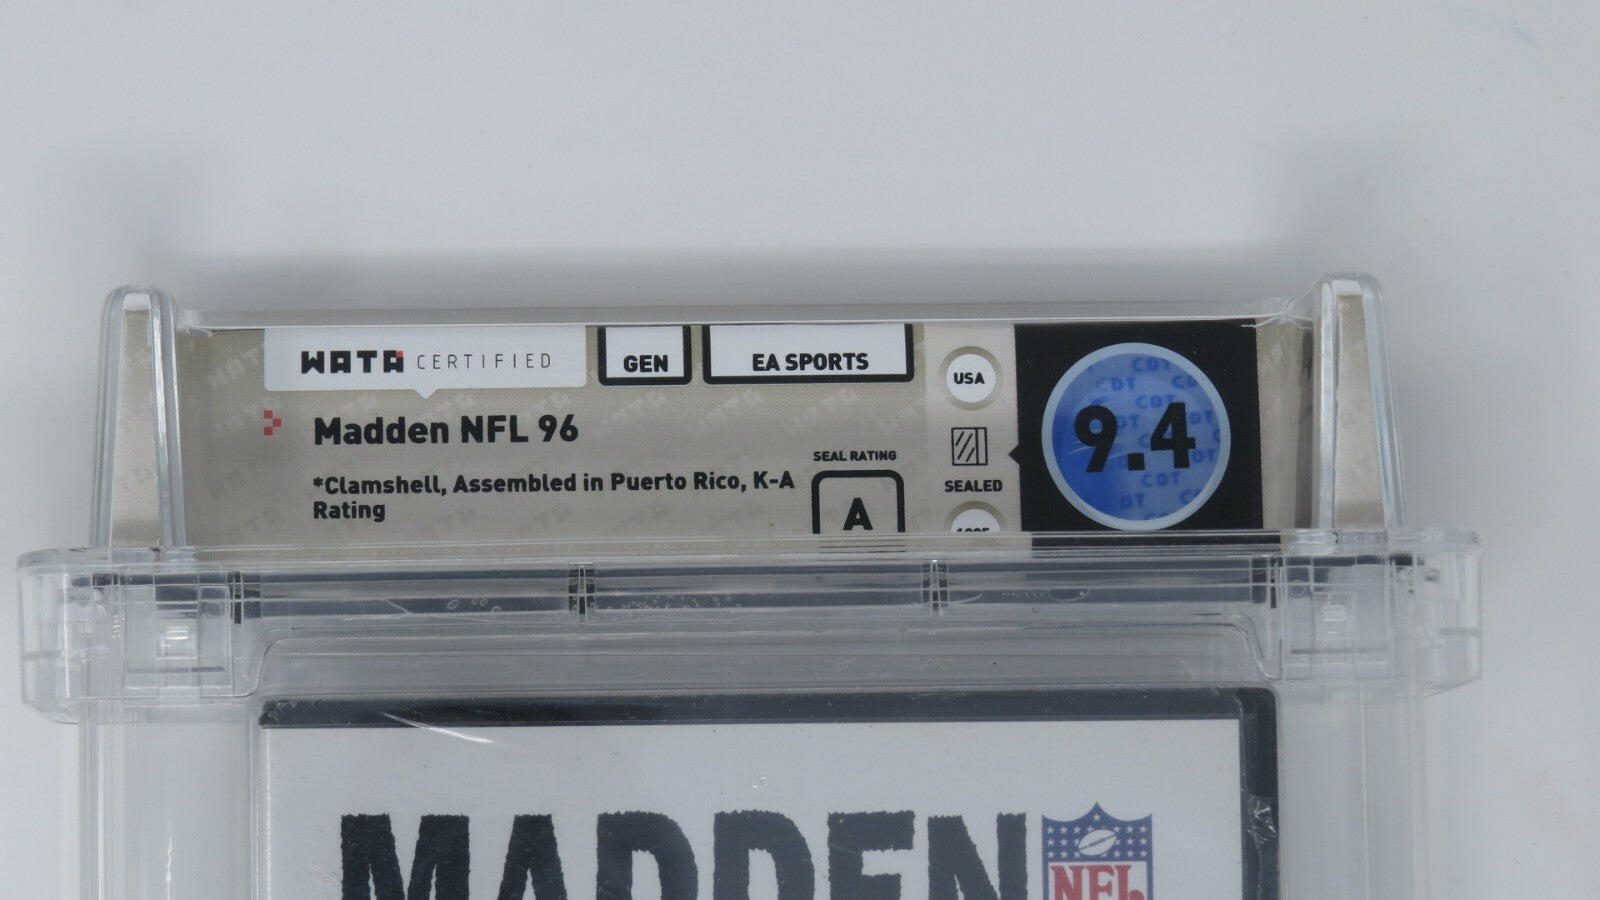 WATA CERTIFIED
GEN
EA SPORTS
USA
Madden NFL 96
9.4
SEAL RATING
*Clamshell, Assembled in Puerto Rico, K-A
Rating
A
SEALED
MADDEN
NFL